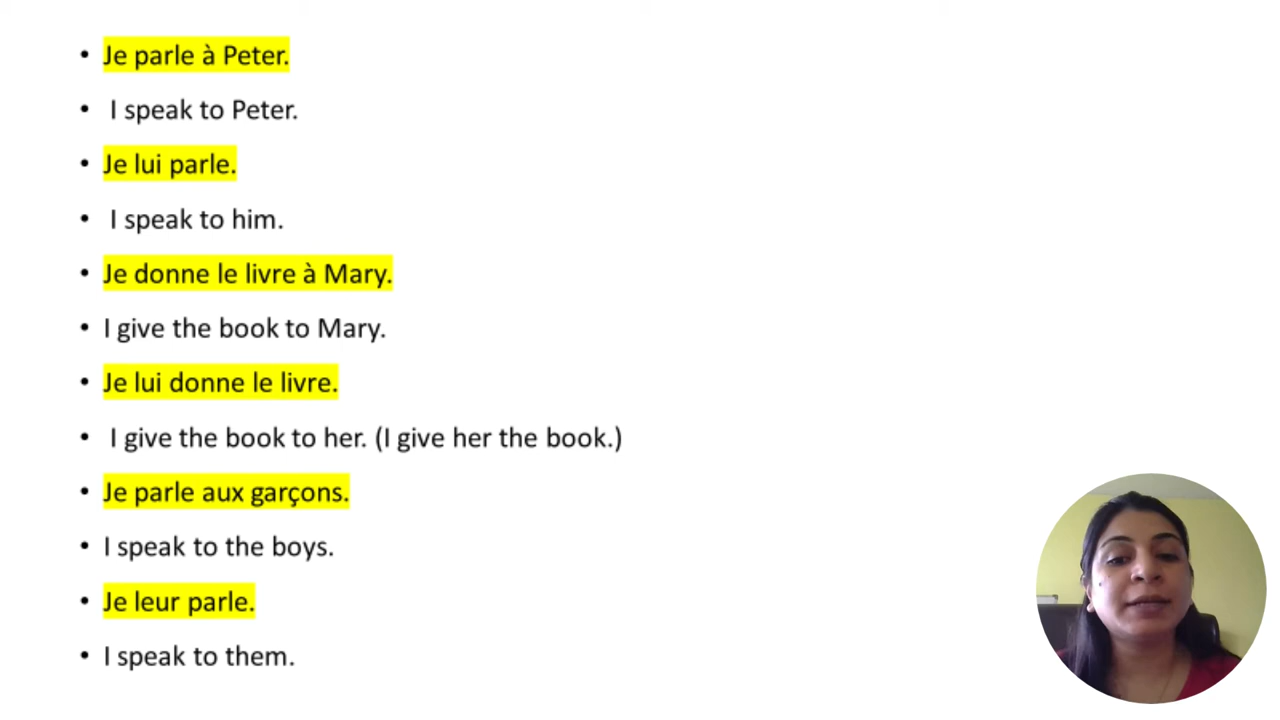 • Je parle à Peter.
• I speak to Peter.
• Je lui parle.
• I speak to him.
• Je donne le livre à Mary.
• I give the book to Mary.
• Je lui donne le livre.
• I give the book to her. (I give her the book.)
• Je parle aux garçons.
• I speak to the boys.
• Je leur parle.
• I speak to them.